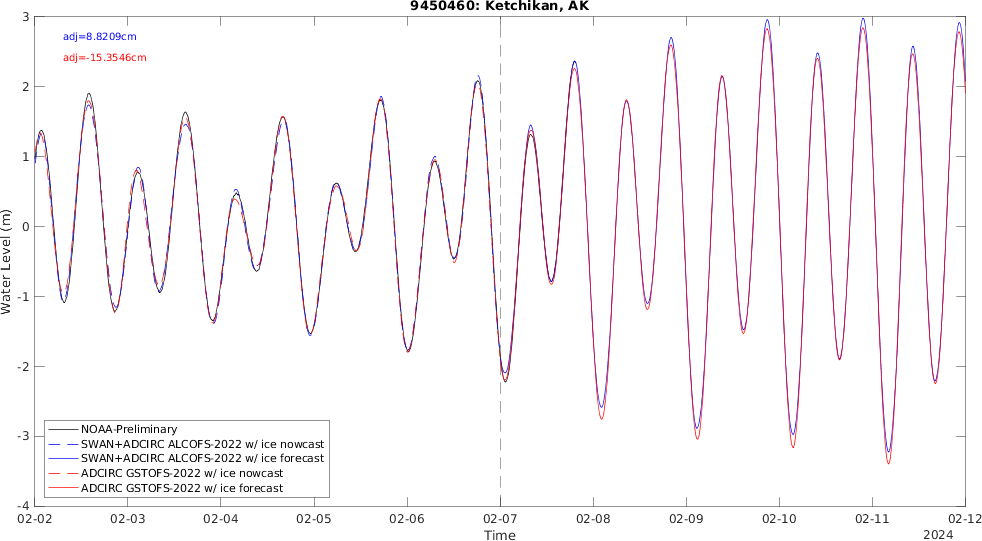 9450460: Ketchikan, AK
adj=8.8209cm
adj=-15.3546cm
3
2
1
0
-1
-2
-3
-4
Water Level (m)
NOAA-Preliminary
SWAN+ADCIRC ALCOFS-2022 w/ ice nowcast
SWAN+ADCIRC ALCOFS-2022 w/ ice forecast
ADCIRC GSTOFS-2022 w/ ice nowcast
ADCIRC GSTOFS-2022 w/ ice forecast
02-02 02-03 02-04 02-05 02-06 02-07 02-08 02-09 02-10 02-11 02-12
Time
2024